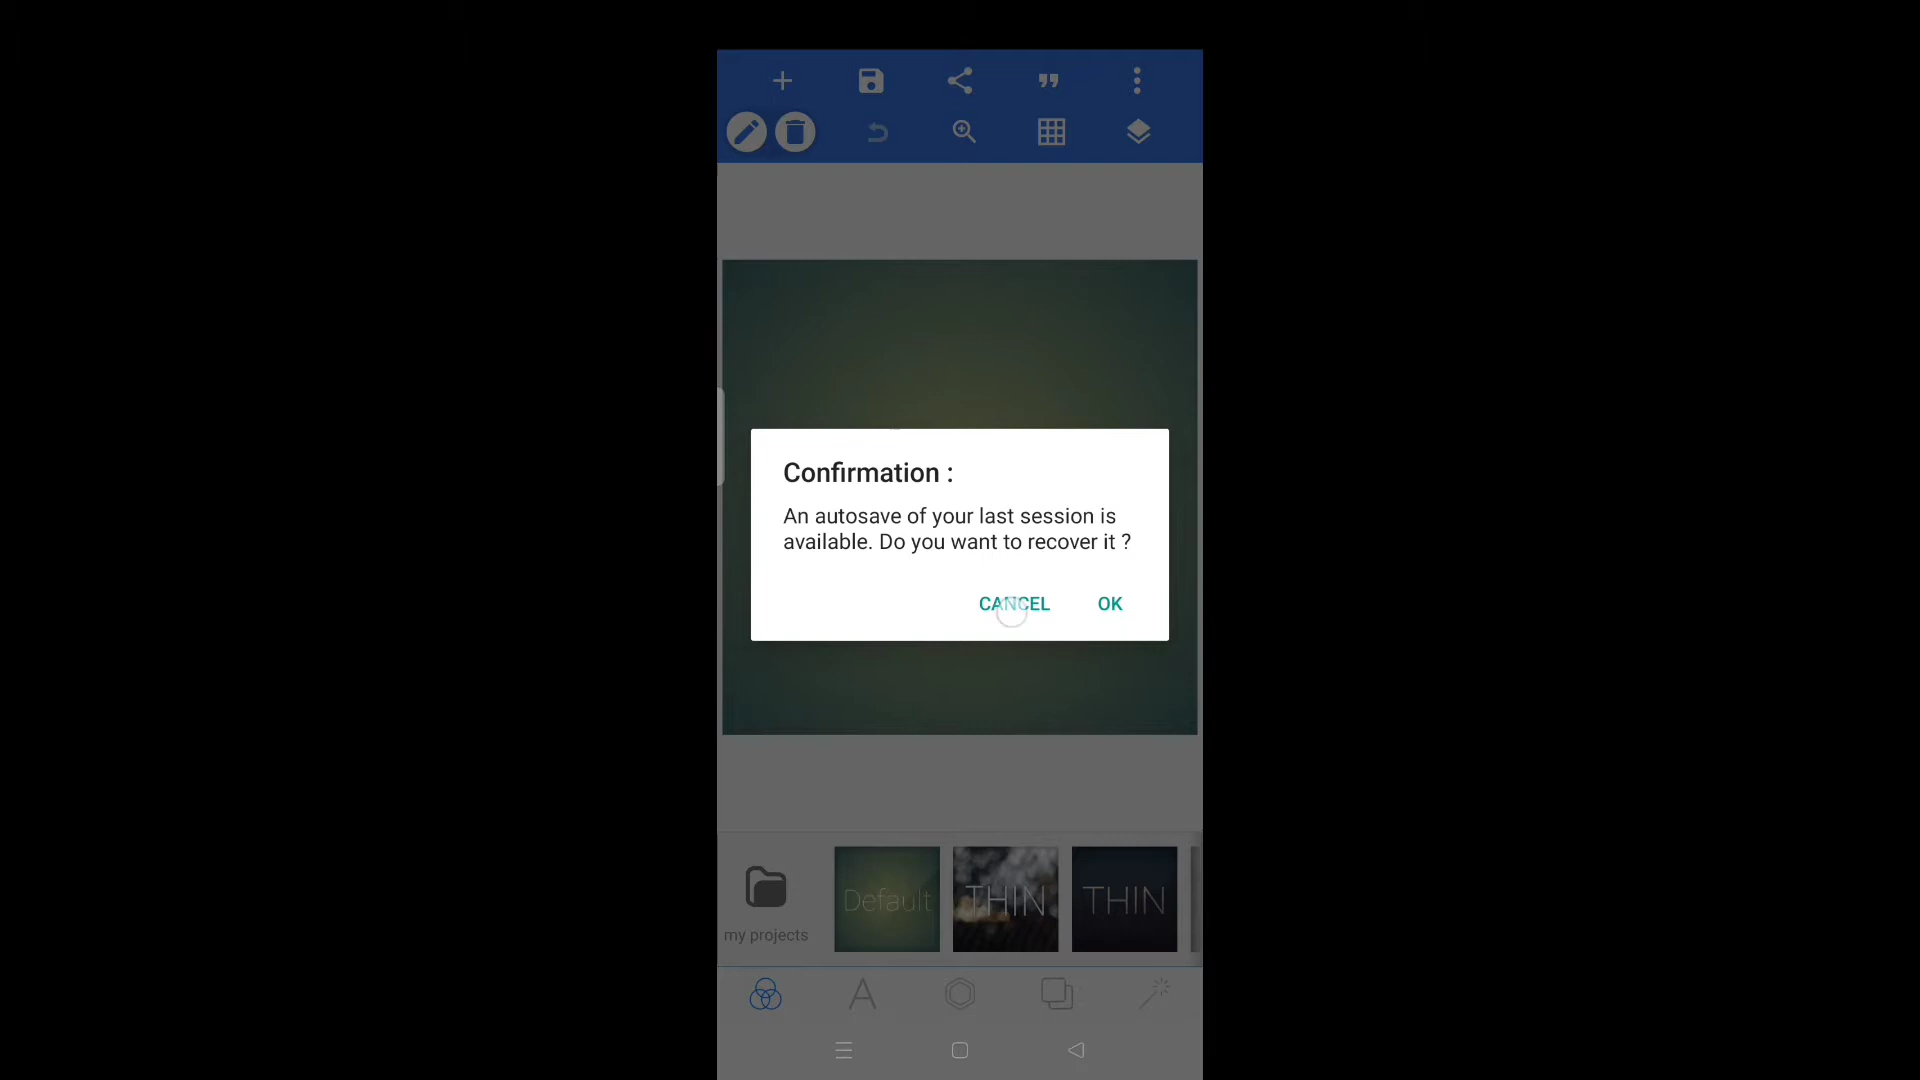 Confirmation :
An autosave of your last session is
available. Do you want to recover it ?
CANCEL OK
Default THIN THIN
my projects